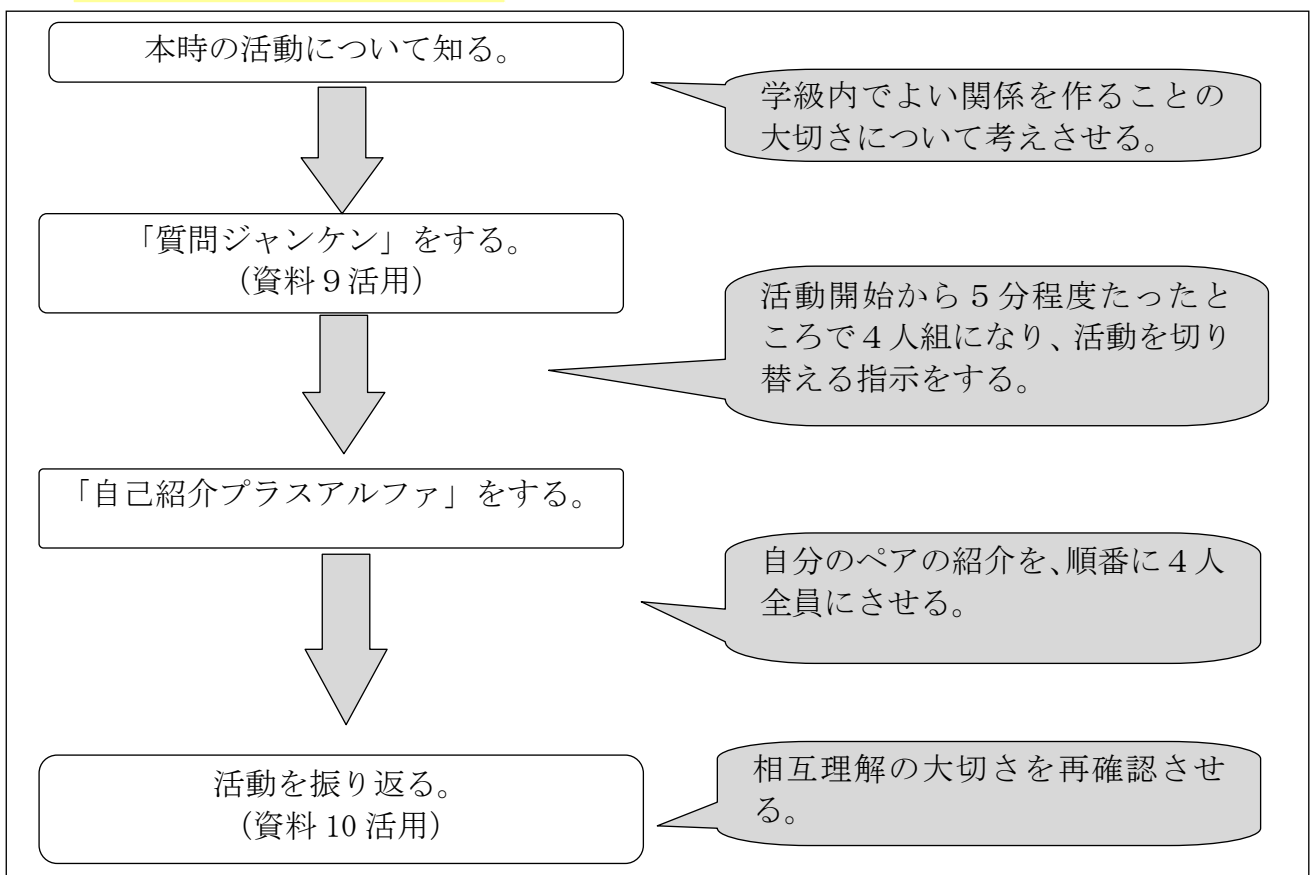 本時の活動について知る。
学級内でよい関係を作ることの
大切さについて考えさせる。
「質問ジャンケン」をする。
(資料９活用)
活動開始から５分程度たったと
ころで４人組になり、活動を切り
替える指示をする。
「自己紹介プラスアルファ」をする。
自分のペアの紹介を、順番に４人
全員にさせる。
活動を振り返る。
(資料 10 活用)
相互理解の大切さを再確認させ
る。